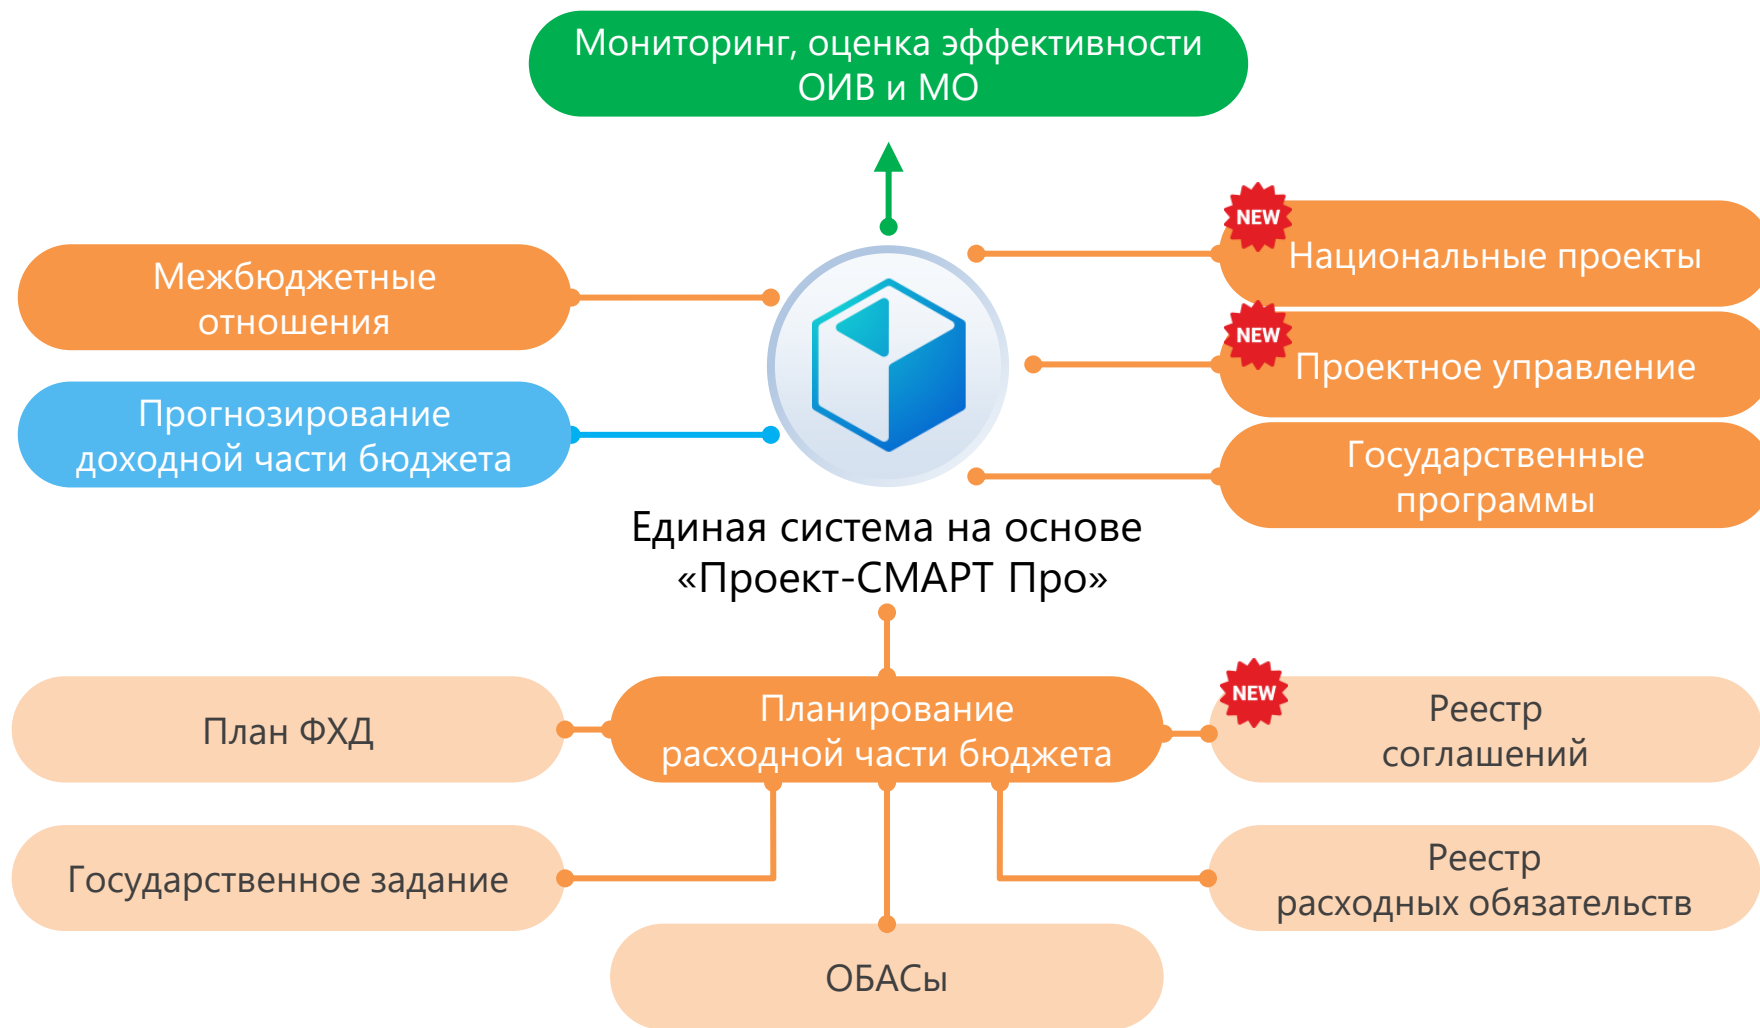 Мониторинг, оценка эффективности
ОИВ и МО
Межбюджетные
отношения
Прогнозирование
доходной части бюджета
NEW
Национальные проекты
NEW
Проектное управление
Государственные
программы
Единая система на основе
«Проект-СМАРТ Про»
План ФХД
Планирование
расходной части бюджета
NEW
Реестр
соглашений
Государственное задание
Реестр
расходных обязательств
ОБАСы